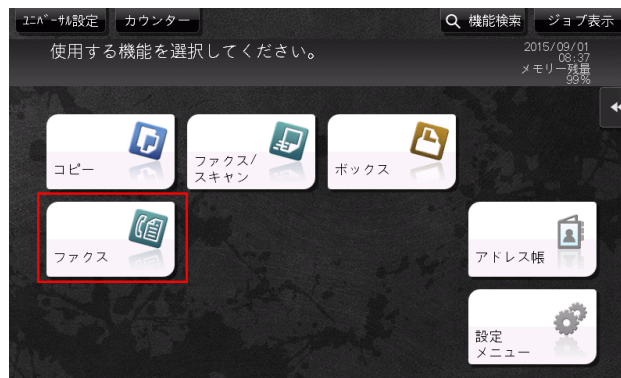 ﾕﾆﾊﾞｰｻﾙ設定 カウンター 機能検索 ジョブ表示
使用する機能を選択してください。
2015/09/01
08:37
メモリー残量
99%
コピー
ファクス/
スキャン
ボックス
ファクス
アドレス帳
設定
メニュー